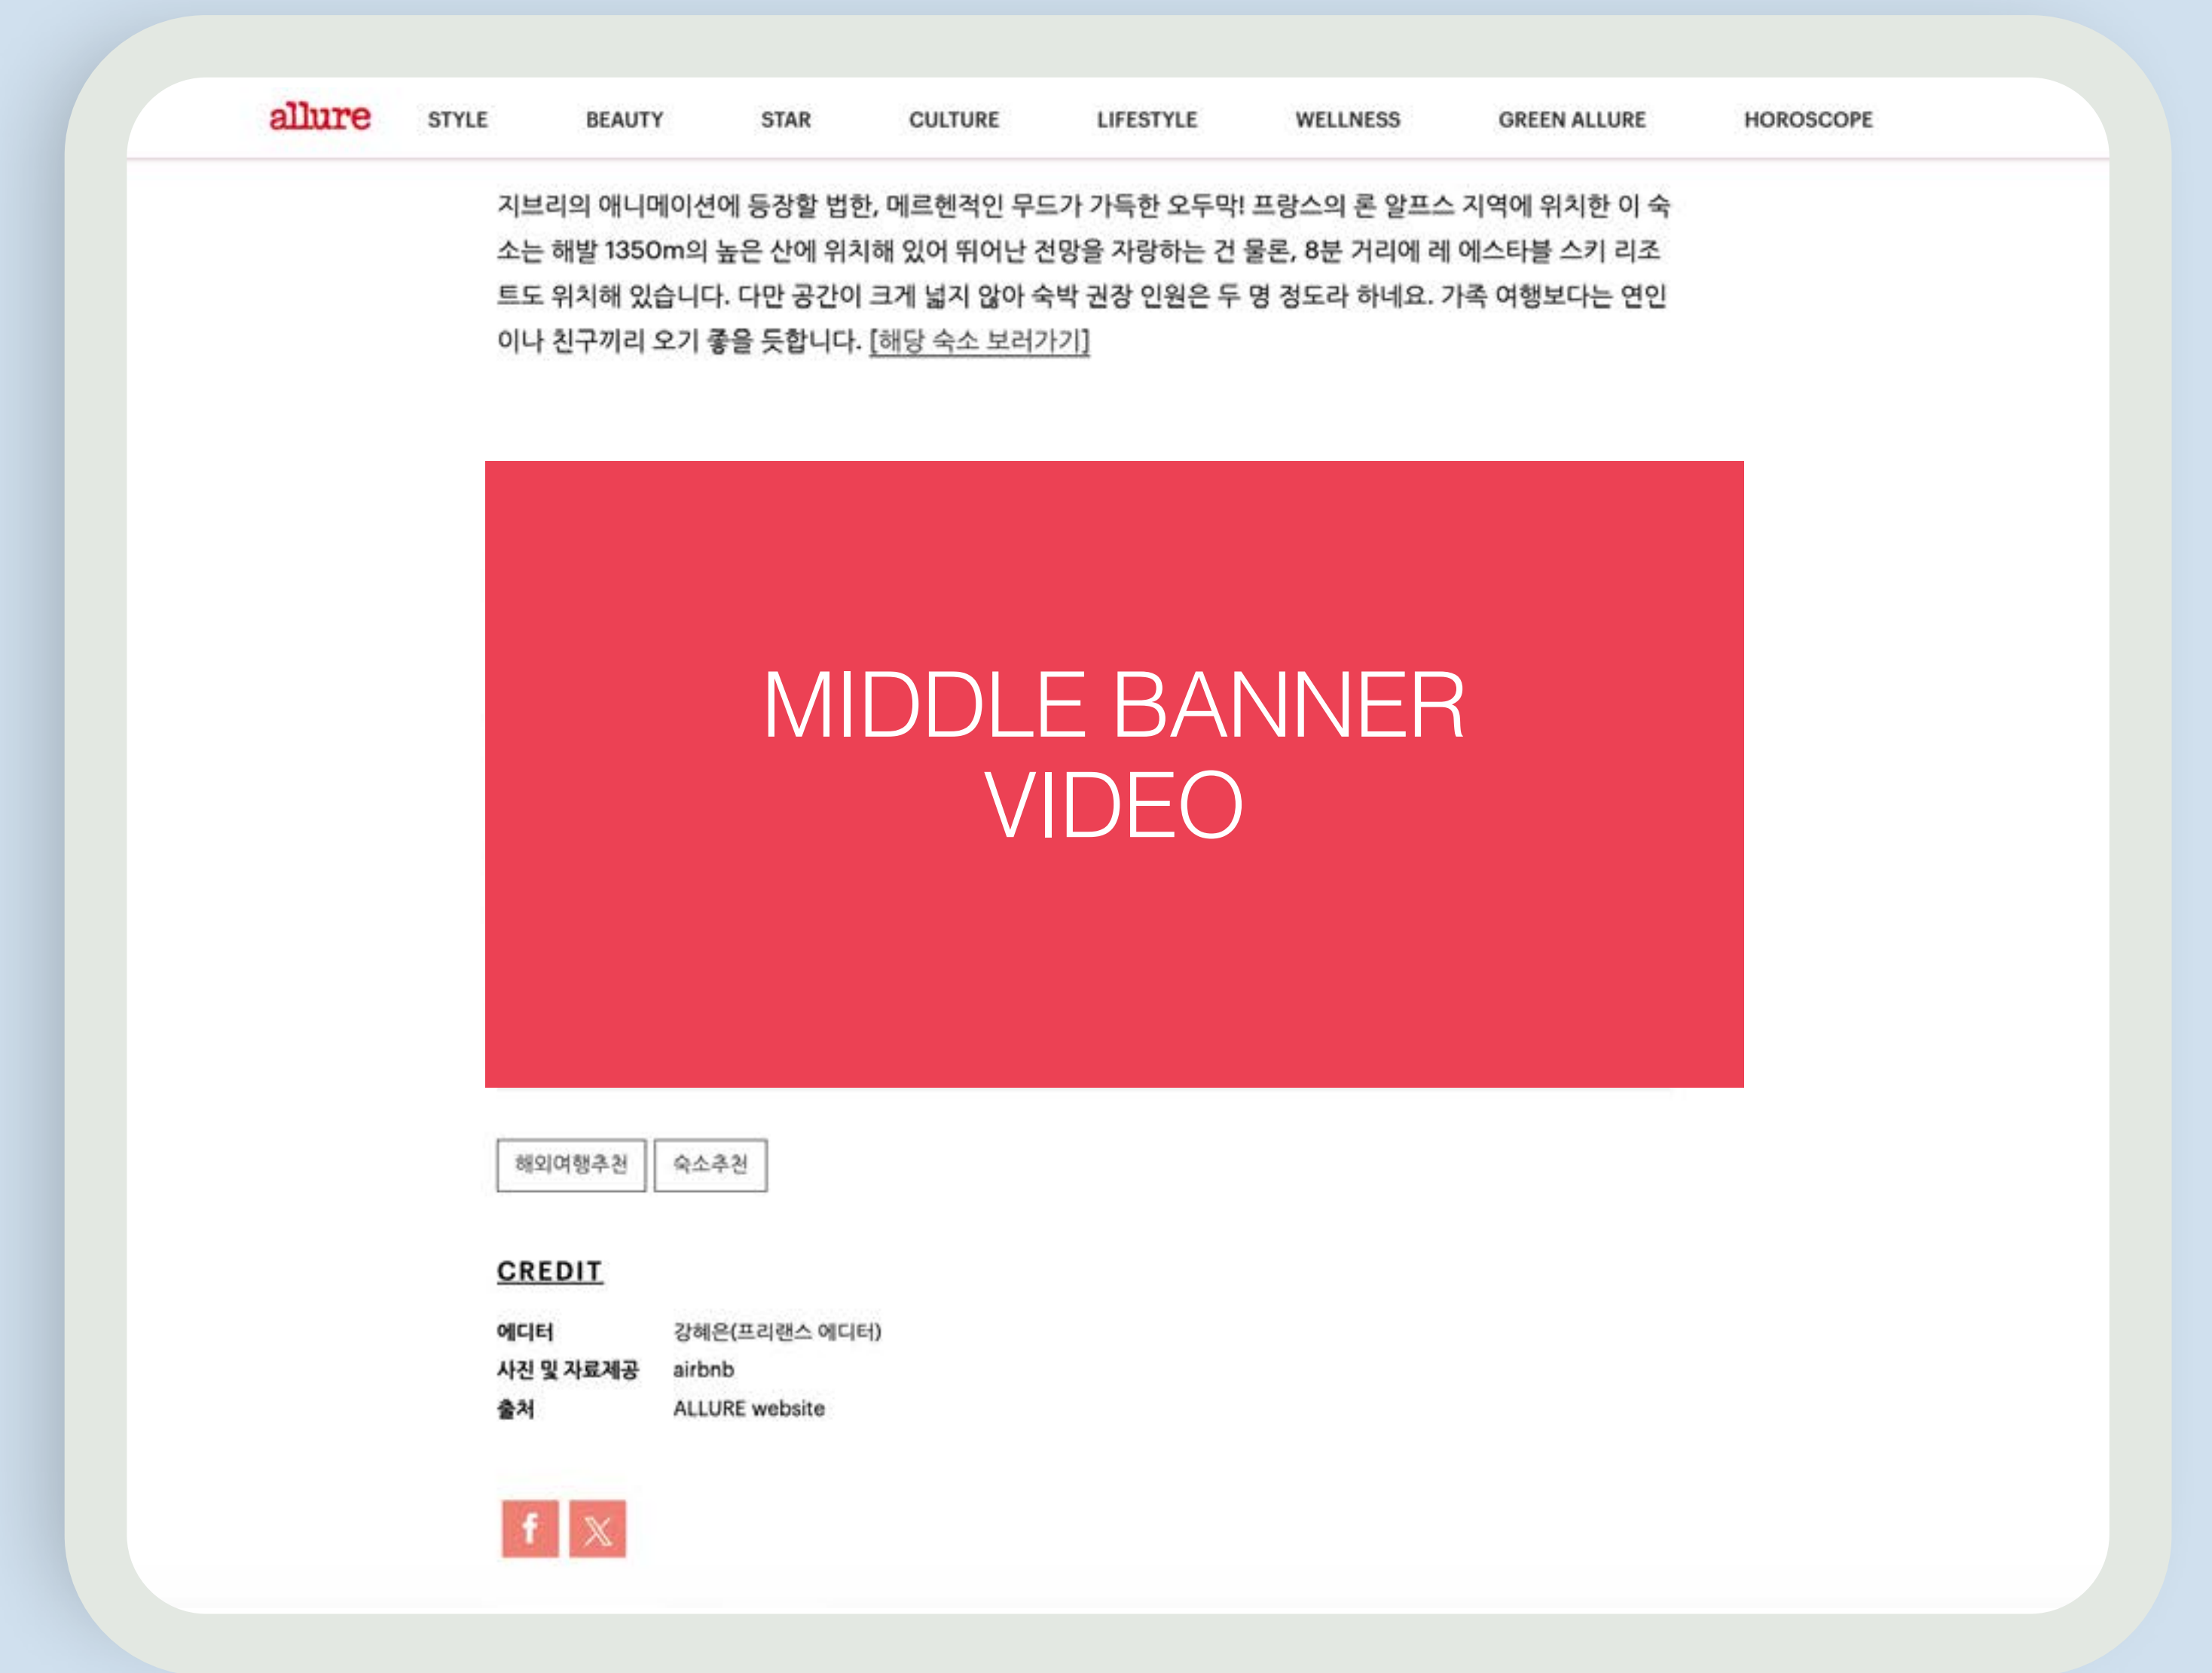 allure STYLE BEAUTY STAR CULTURE LIFESTYLE WELLNESS GREEN ALLURE HOROSCOPE
지브리의 애니메이션에 등장할 법한, 메르헨적인 무드가 가득한 오두막! 프랑스의 론 알프스 지역에 위치한 이 숙
소는 해발 1350m의 높은 산에 위치해 있어 뛰어난 전망을 자랑하는 건 물론, 8분 거리에 레 에스타블 스키 리조
트도 위치해 있습니다. 다만 공간이 크게 넓지 않아 숙박 권장 인원은 두 명 정도라 하네요. 가족 여행보다는 연인
이나 친구끼리 오기 좋을 듯합니다. [해당 숙소 보러가기]
MIDDLE BANNER
VIDEO
해외여행추천 숙소추천
CREDIT
에디터 강혜은(프리랜스 에디터)
사진 및 자료제공 airbnb
출처 ALLURE website
f X